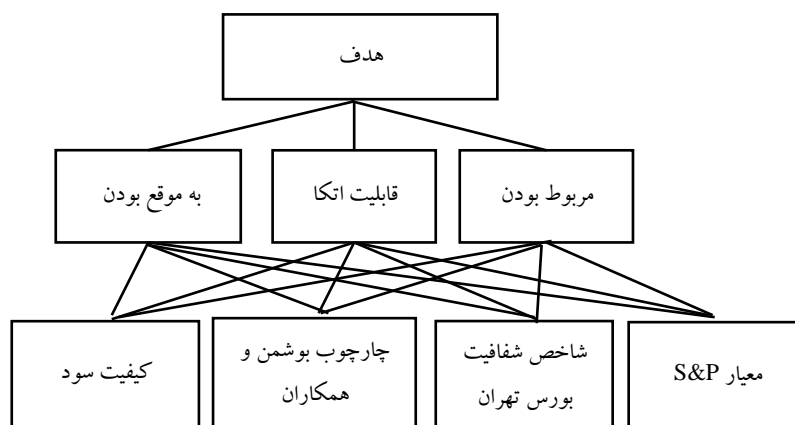 هدف
مربوط بودن
قابلیت اتکا
به موقع بودن
معیار S&P
شاخص شفافیت
بورس تهران
چارچوب بوشمن و
همکاران
کیفیت سود